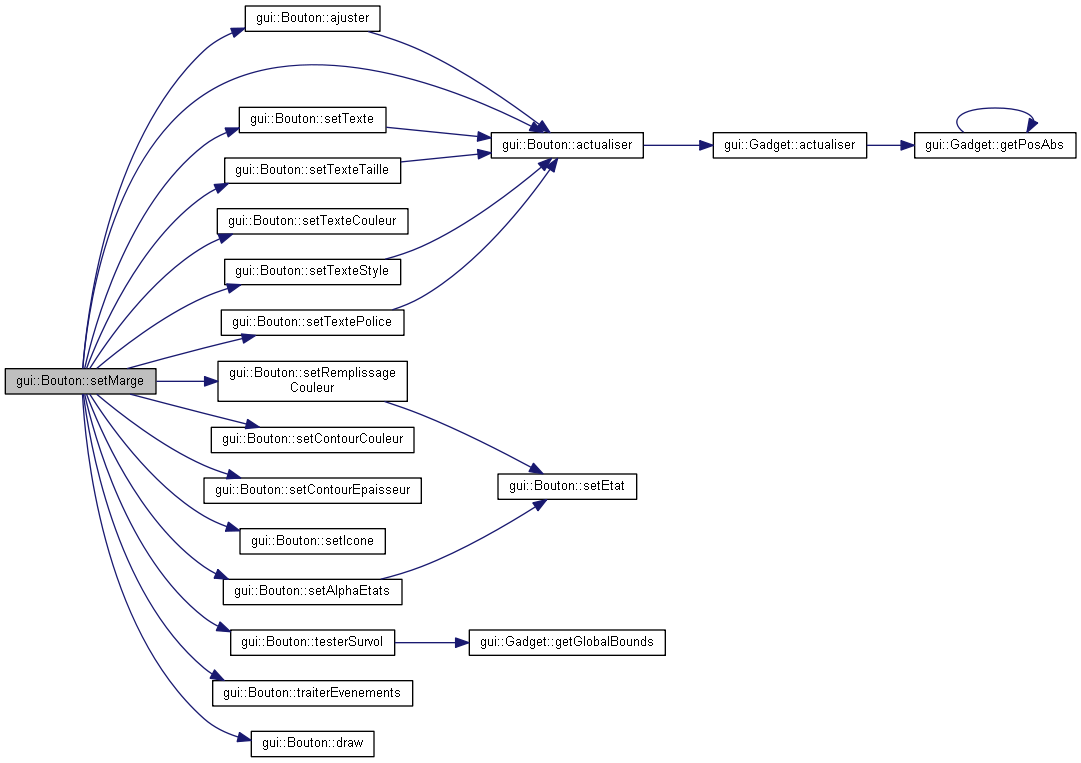 gui::Bouton::ajuster
gui::Bouton::setTexte
gui::Bouton::actualiser
gui::Gadget::actualiser
gui::Gadget::getPosAbs
gui::Bouton::setTexteTaille
gui::Bouton::setTexteCouleur
gui::Bouton::setTexteStyle
gui::Bouton::setTextePolice
gui::Bouton::setMarge
gui::Bouton::setRemplissage
Couleur
gui::Bouton::setContourCouleur
gui::Bouton::setContourEpaisseur
gui::Bouton::setEtat
gui::Bouton::setIcone
gui::Bouton::setAlphaEtats
gui::Bouton::testerSurvol
gui::Gadget::getGlobalBounds
gui::Bouton::traiterEvenements
gui::Bouton::draw